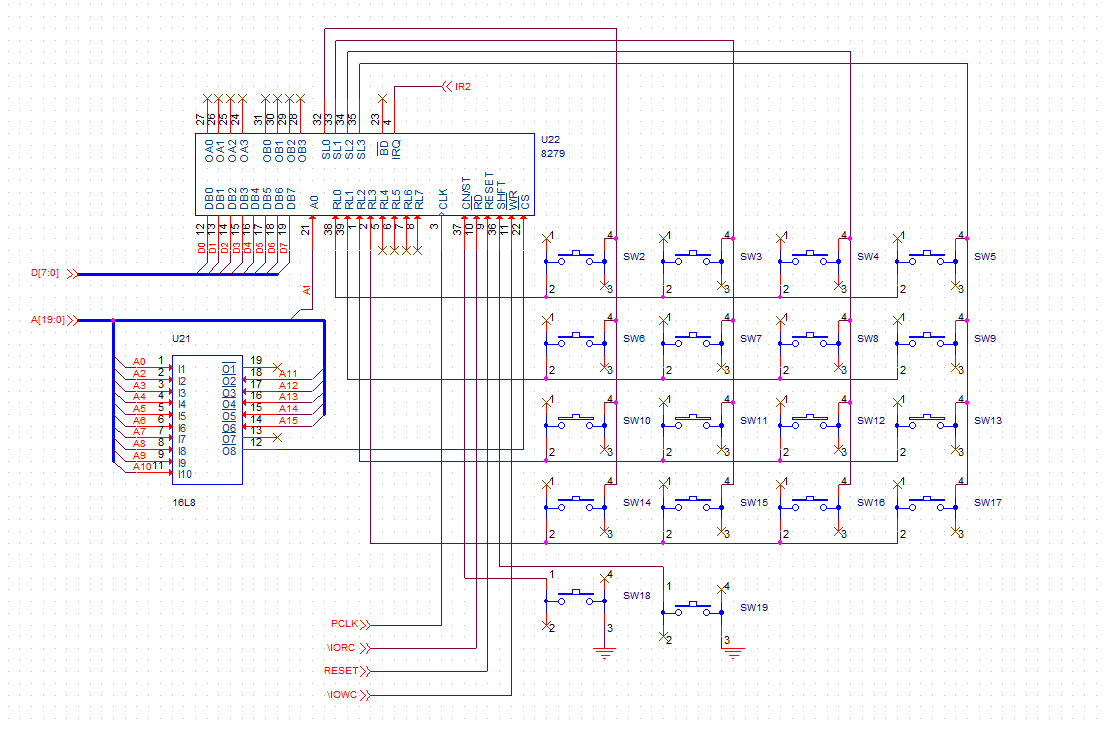 IR2
27 26 25 24 31 30 29 28 32 33 34 35 23 4
OA0 OA1 OA2 OA3 OB0 OB1 OB2 OB3 SL0 SL1 SL2 SL3 BD IRQ
U22
8279
DB0 DB1 DB2 DB3 DB4 DB5 DB6 DB7 A0 RL0 RL1 RL2 RL3 RL4 RL5 RL6 RL7 CLK CN/ST RD RESET SHFT WR CS
12 13 14 15 16 17 18 19 21 38 39 1 2 5 6 7 8 3 37 10 9 36 11 22
D0 D1 D2 D3 D4 D5 D6 D7
D[7:0]
A1
A[19:0]
1 4 1 4 1 4 1 4
SW2 SW3 SW4 SW5
2 3 2 3 2 3 2 3
1 4 1 4 1 4 1 4
SW6 SW7 SW8 SW9
2 3 2 3 2 3 2 3
1 4 1 4 1 4 1 4
SW10 SW11 SW12 SW13
2 3 2 3 2 3 2 3
1 4 1 4 1 4 1 4
SW14 SW15 SW16 SW17
2 3 2 3 2 3 2 3
U21
A0 1 I1 O1 19
A2 2 I2 O2 18 A11
A3 3 I3 O3 17 A12
A4 4 I4 O4 16 A13
A5 5 I5 O5 15 A14
A6 6 I6 O6 14 A15
A7 7 I7 O7 13
A8 8 I8 O8 12
A9 9 I9
A10 11 I10
16L8
1 4 SW18 2 3
1 4 SW19 2 3
PCLK
\IORC
RESET
\IOWC